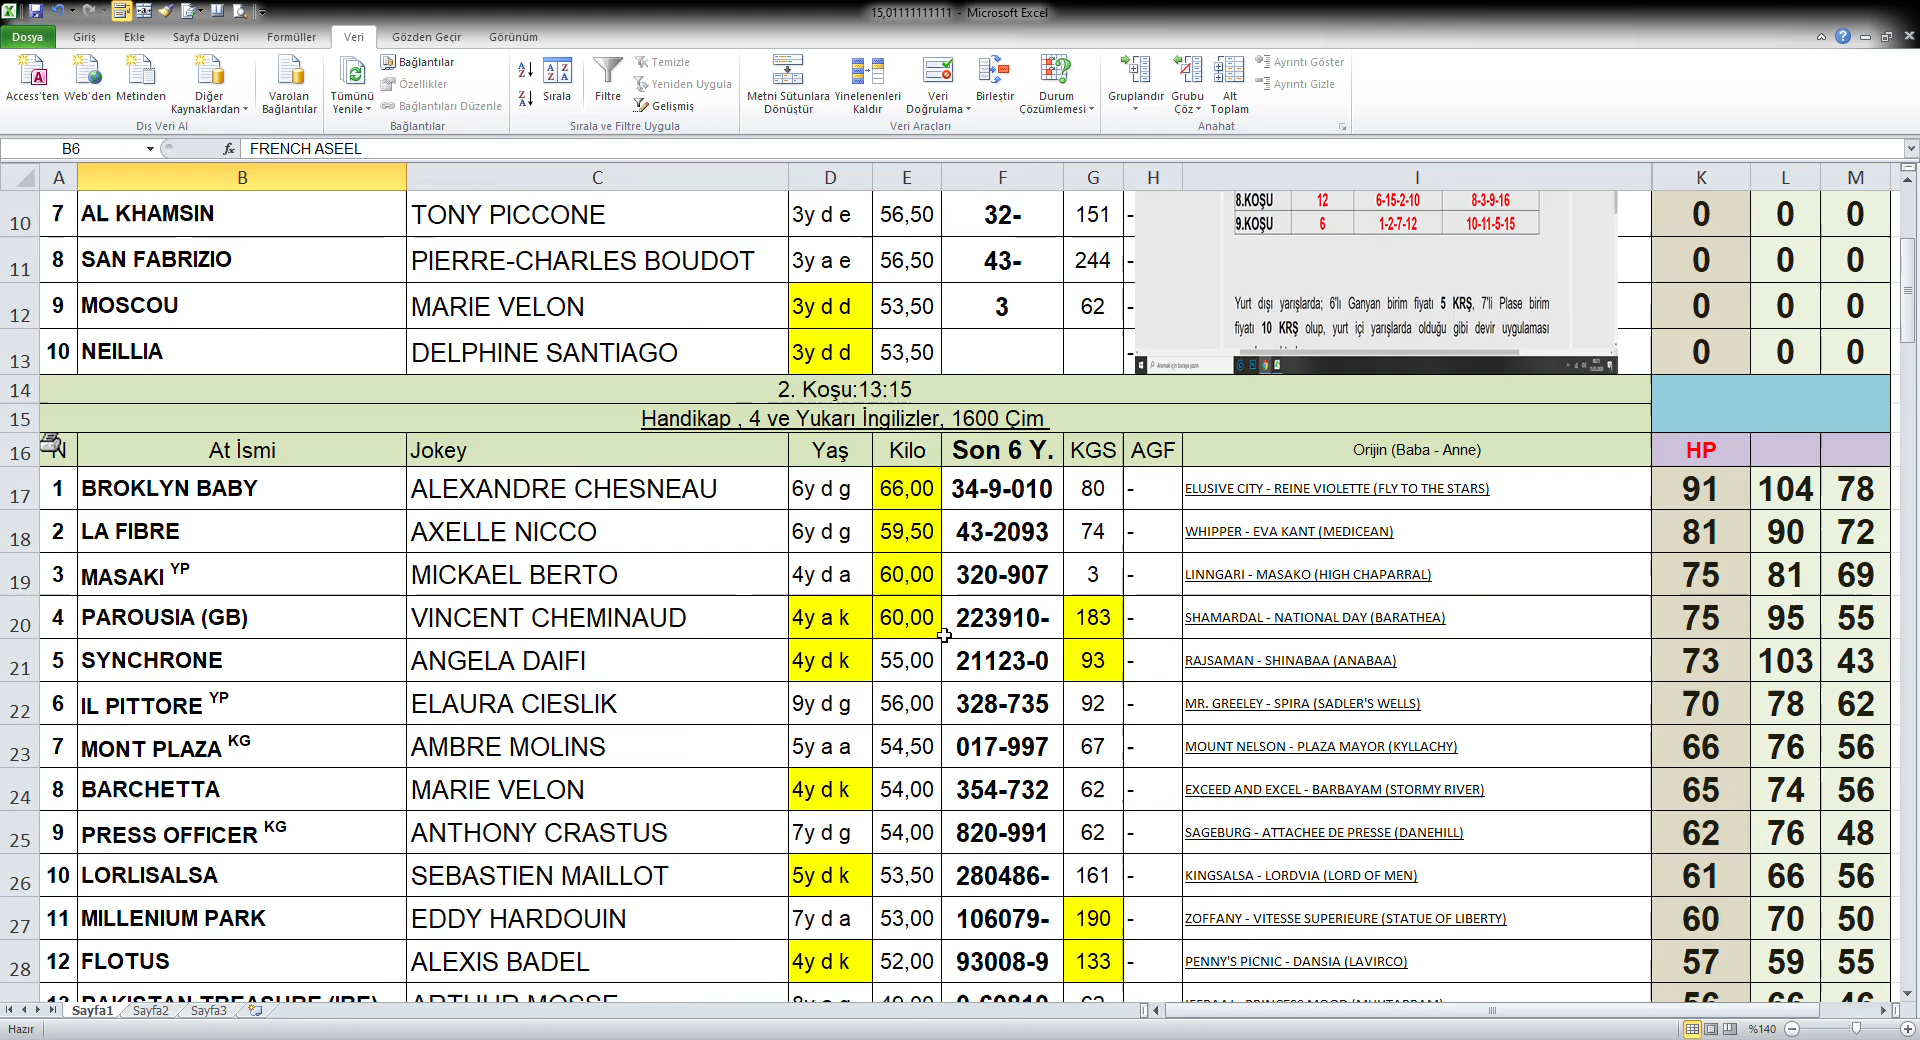 15,01111111111 - Microsoft Excel
Dosya Giriş Ekle Sayfa Düzeni Formüller Veri Gözden Geçir Görünüm
Access'ten Web'den Metinden Diğer Kaynaklardan Varolan Bağlantılar Tümünü Yenile Bağlantılar Özellikler Bağlantıları Düzenle Sırala Filtre Temizle Yeniden Uygula Gelişmiş Metni Sütunlara Dönüştür Yinelenenleri Kaldır Veri Doğrulama Birleştir Durum Çözümlemesi Gruplandır Grubu Çöz Alt Toplam Ayrıntı Göster Ayrıntı Gizle
Dış Veri Al Bağlantılar Sırala ve Filtre Uygula Veri Araçları Anahat
B6 fx FRENCH ASEEL
A B C D E F G H I K L M
10 7 AL KHAMSIN TONY PICCONE 3y d e 56,50 32- 151 - 0 0 0
11 8 SAN FABRIZIO PIERRE-CHARLES BOUDOT 3y a e 56,50 43- 244 - 0 0 0
12 9 MOSCOU MARIE VELON 3y d d 53,50 3 62 - 0 0 0
13 10 NEILLIA DELPHINE SANTIAGO 3y d d 53,50 - 0 0 0
8.KOŞU 12 6-15-2-10 8-3-9-16
9.KOŞU 6 1-2-7-12 10-11-5-15
Yurt dışı yarışlarda; 6'lı Ganyan birim fiyatı 5 KRŞ, 7'li Plase birim
fiyatı 10 KRŞ olup, yurt içi yarışlarda olduğu gibi devir uygulaması
Aramak için buraya yazın
14 2. Koşu:13:15
15 Handikap , 4 ve Yukarı İngilizler, 1600 Çim
16 N At İsmi Jokey Yaş Kilo Son 6 Y. KGS AGF Orijin (Baba - Anne) HP
17 1 BROKLYN BABY ALEXANDRE CHESNEAU 6y d g 66,00 34-9-010 80 - ELUSIVE CITY - REINE VIOLETTE (FLY TO THE STARS) 91 104 78
18 2 LA FIBRE AXELLE NICCO 6y d g 59,50 43-2093 74 - WHIPPER - EVA KANT (MEDICEAN) 81 90 72
19 3 MASAKI YP MICKAEL BERTO 4y d a 60,00 320-907 3 - LINNGARI - MASAKO (HIGH CHAPARRAL) 75 81 69
20 4 PAROUSIA (GB) VINCENT CHEMINAUD 4y a k 60,00 223910- 183 - SHAMARDAL - NATIONAL DAY (BARATHEA) 75 95 55
21 5 SYNCHRONE ANGELA DAIFI 4y d k 55,00 21123-0 93 - RAJSAMAN - SHINABAA (ANABAA) 73 103 43
22 6 IL PITTORE YP ELAURA CIESLIK 9y d g 56,00 328-735 92 - MR. GREELEY - SPIRA (SADLER'S WELLS) 70 78 62
23 7 MONT PLAZA KG AMBRE MOLINS 5y a a 54,50 017-997 67 - MOUNT NELSON - PLAZA MAYOR (KYLLACHY) 66 76 56
24 8 BARCHETTA MARIE VELON 4y d k 54,00 354-732 62 - EXCEED AND EXCEL - BARBAYAM (STORMY RIVER) 65 74 56
25 9 PRESS OFFICER KG ANTHONY CRASTUS 7y d g 54,00 820-991 62 - SAGEBURG - ATTACHEE DE PRESSE (DANEHILL) 62 76 48
26 10 LORLISALSA SEBASTIEN MAILLOT 5y d k 53,50 280486- 161 - KINGSALSA - LORDVIA (LORD OF MEN) 61 66 56
27 11 MILLENIUM PARK EDDY HARDOUIN 7y d a 53,00 106079- 190 - ZOFFANY - VITESSE SUPERIEURE (STATUE OF LIBERTY) 60 70 50
28 12 FLOTUS ALEXIS BADEL 4y d k 52,00 93008-9 133 - PENNY'S PICNIC - DANSIA (LAVIRCO) 57 59 55
13 PAKISTAN TREASURE (IRE) ARTHUR MOSSE
Sayfa1 Sayfa2 Sayfa3
Hazır %140